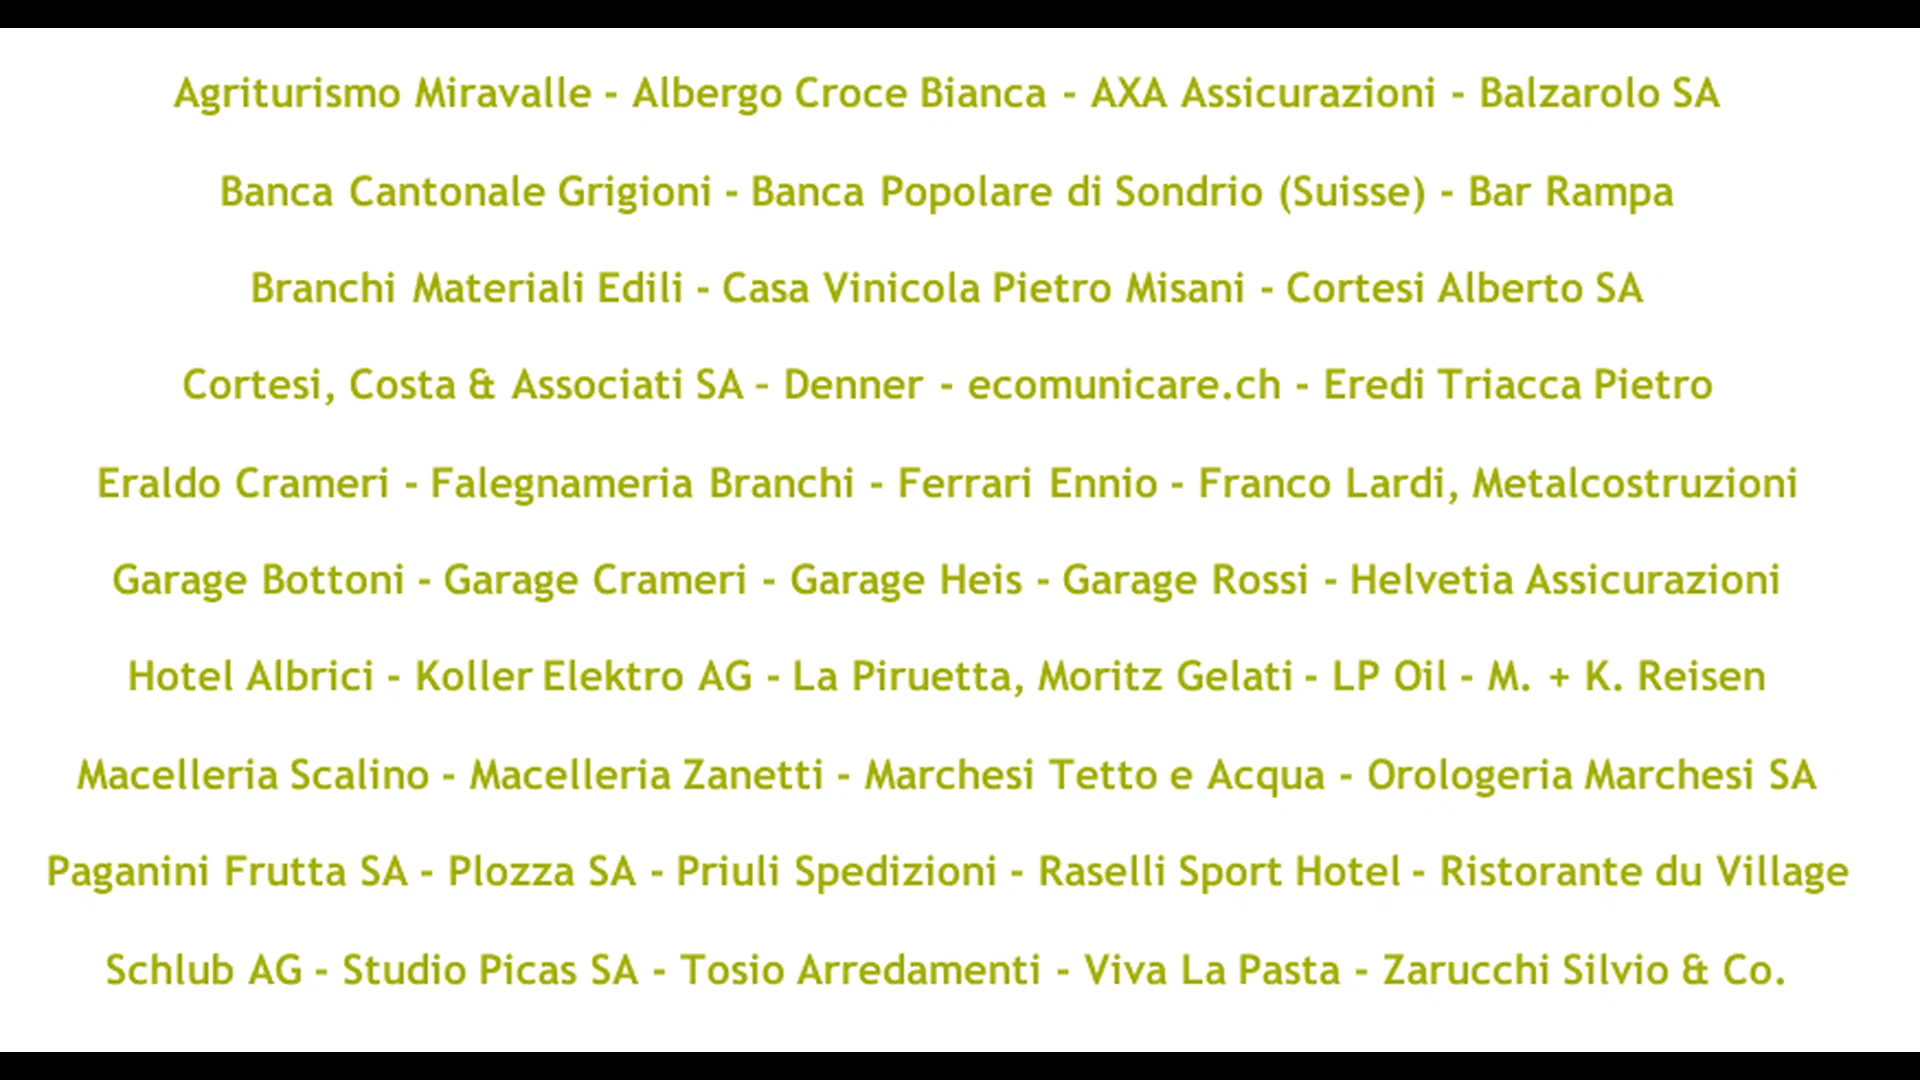 Agriturismo Miravalle - Albergo Croce Bianca - AXA Assicurazioni - Balzarolo SA
Banca Cantonale Grigioni - Banca Popolare di Sondrio (Suisse) - Bar Rampa
Branchi Materiali Edili - Casa Vinicola Pietro Misani - Cortesi Alberto SA
Cortesi, Costa & Associati SA - Denner - ecomunicare.ch - Eredi Triacca Pietro
Eraldo Crameri - Falegnameria Branchi - Ferrari Ennio - Franco Lardi, Metalcostruzioni
Garage Bottoni - Garage Crameri - Garage Heis - Garage Rossi - Helvetia Assicurazioni
Hotel Albrici - Koller Elektro AG - La Piruetta, Moritz Gelati - LP Oil - M. + K. Reisen
Macelleria Scalino - Macelleria Zanetti - Marchesi Tetto e Acqua - Orologeria Marchesi SA
Paganini Frutta SA - Plozza SA - Priuli Spedizioni - Raselli Sport Hotel - Ristorante du Village
Schlub AG - Studio Picas SA - Tosio Arredamenti - Viva La Pasta - Zarucchi Silvio & Co.